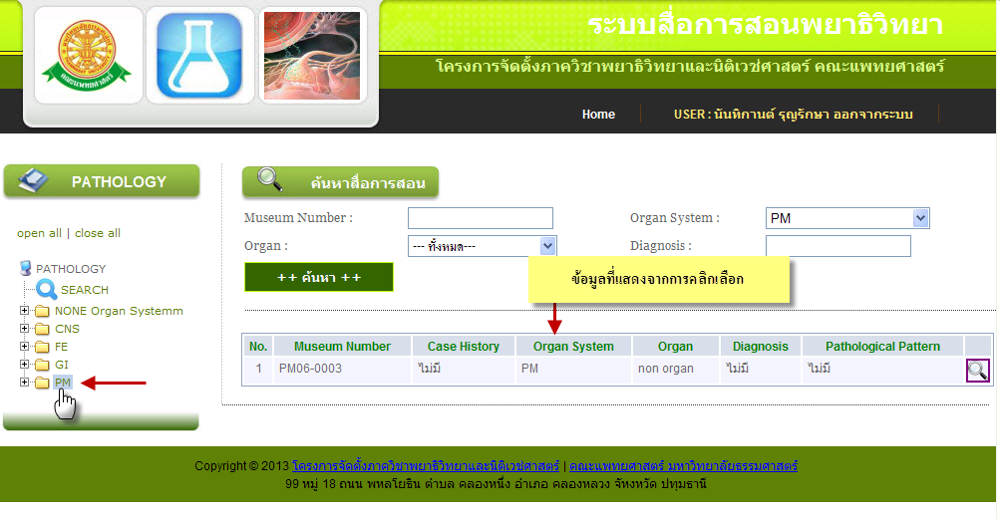 ระบบสื่อการสอนพยาธิวิทยา
โครงการจัดตั้งภาควิชาพยาธิวิทยาและนิติเวชศาสตร์ คณะแพทยศาสตร์
คณะแพทยศาสตร์
Home USER : นันทิกานต์ รุญรักษา ออกจากระบบ
PATHOLOGY
open all | close all
PATHOLOGY
SEARCH
NONE Organ Systemm
CNS
FE
GI
PM
ค้นหาสื่อการสอน
Museum Number : Organ System : PM
Organ : --- ทั้งหมด--- Diagnosis :
++ ค้นหา ++
ข้อมูลที่แสดงจากการคลิกเลือก
No. Museum Number Case History Organ System Organ Diagnosis Pathological Pattern
1 PM06-0003 ไม่มี PM non organ ไม่มี ไม่มี
Copyright © 2013 โครงการจัดตั้งภาควิชาพยาธิวิทยาและนิติเวชศาสตร์ | คณะแพทยศาสตร์ มหาวิทยาลัยธรรมศาสตร์
99 หมู่ 18 ถนน พหลโยธิน ตำบล คลองหนึ่ง อำเภอ คลองหลวง จังหงวัด ปทุมธานี